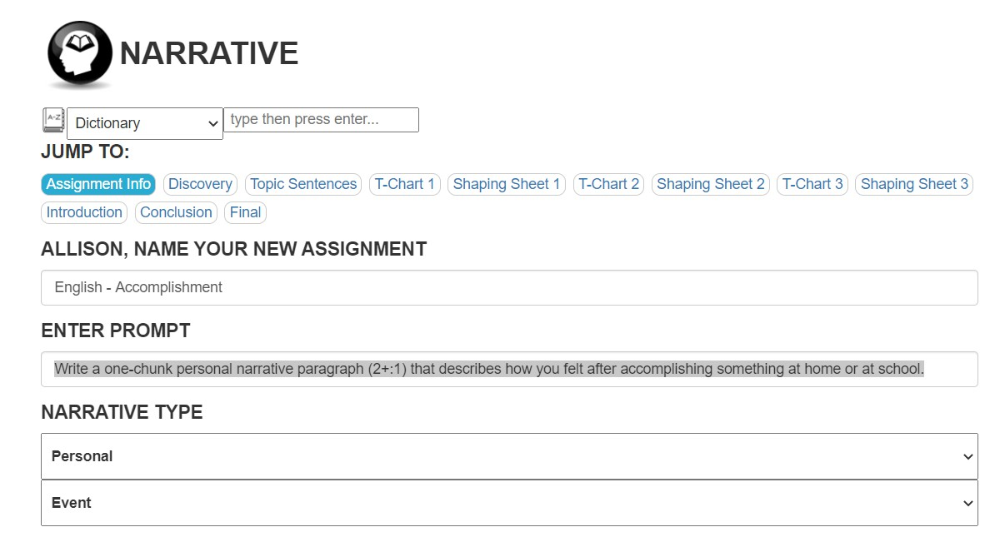 NARRATIVE
A-Z
Dictionary
type then press enter...
JUMP TO:
Assignment Info Discovery Topic Sentences T-Chart 1 Shaping Sheet 1 T-Chart 2 Shaping Sheet 2 T-Chart 3 Shaping Sheet 3
Introduction Conclusion Final
ALLISON, NAME YOUR NEW ASSIGNMENT
English - Accomplishment
ENTER PROMPT
Write a one-chunk personal narrative paragraph (2+:1) that describes how you felt after accomplishing something at home or at school.
NARRATIVE TYPE
Personal
Event